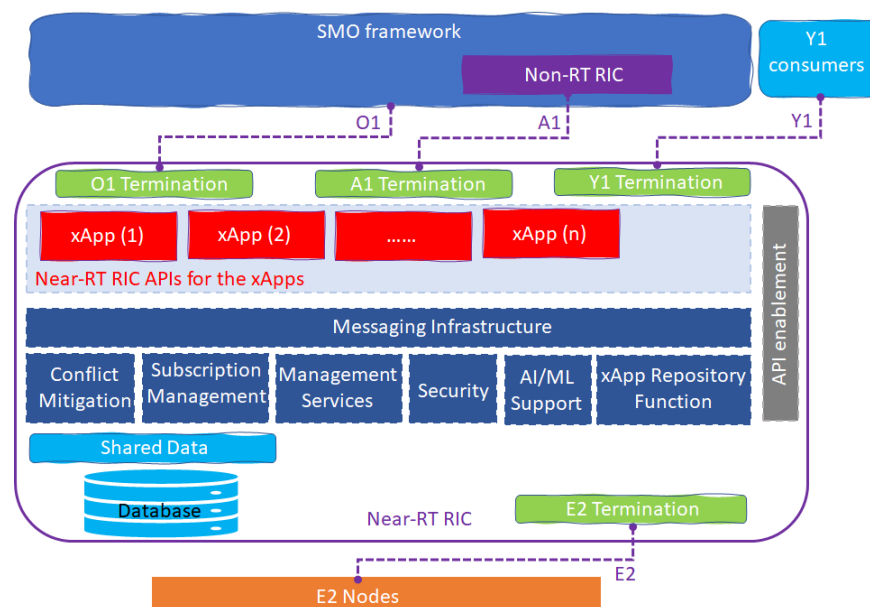 SMO framework
Y1
consumers
Non-RT RIC
O1
A1
Y1
O1 Termination
A1 Termination
Y1 Termination
xApp (1)
xApp (2)
......
xApp (n)
Near-RT RIC APIs for the xApps
API enablement
Messaging Infrastructure
Conflict
Mitigation
Subscription
Management
Management
Services
Security
AI/ML
Support
xApp Repository
Function
Shared Data
Database
E2 Termination
Near-RT RIC
E2
E2 Nodes